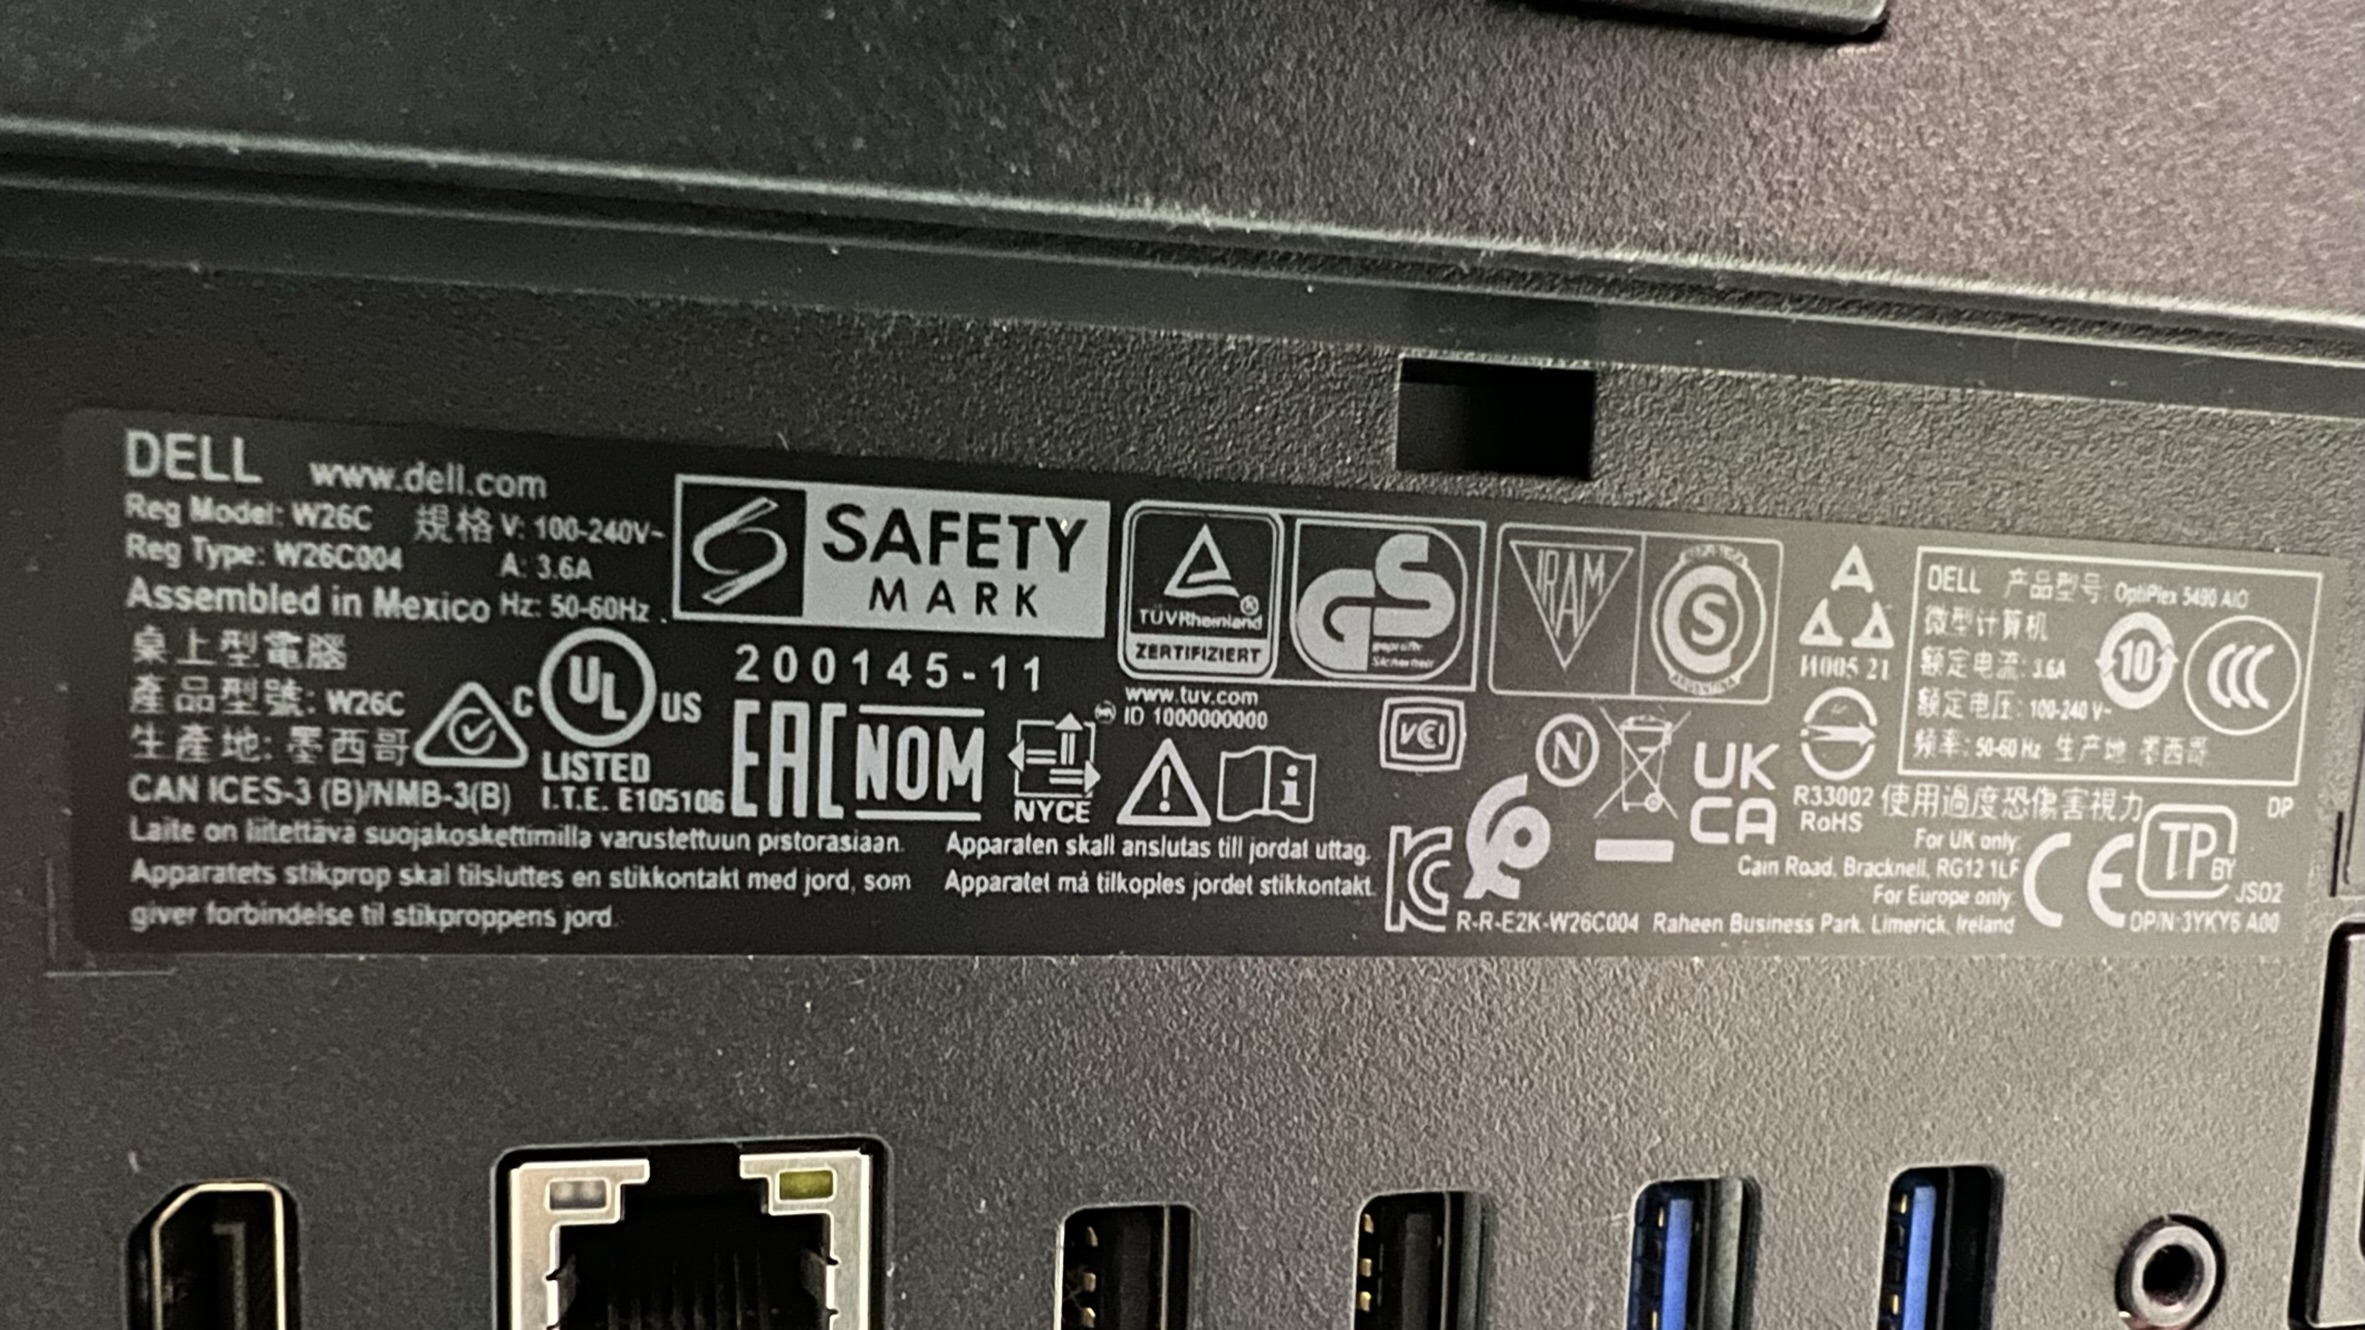 DELL www.dell.com
Reg Model: W26C 規格 V: 100-240V~
Reg Type: W26C004 A: 3.6A
Assembled in Mexico Hz: 50-60Hz
桌上型電腦
產品型號: W26C
生產地: 墨西哥
CAN ICES-3 (B)/NMB-3(B)
C UL US
LISTED
I.T.E. E105106
SAFETY
MARK
200145-11
EAC NOM
NYCE
TÜVRheinland
ZERTIFIZIERT
www.tuv.com
ID 1000000000
GS
geprüfte
Sicherheit
IRAM
S
VCI
N
UK
CA
И005 21
R33002
RoHS
DELL 产品型号: OptiPlex 5490 AIO
微型计算机
额定电流: 3.6A
额定电压: 100-240 V~
频率: 50-60 Hz 生产地 墨西哥
10
CCC
使用過度恐傷害視力
DP
For UK only:
Cain Road, Bracknell, RG12 1LF
For Europe only:
R-R-E2K-W26C004 Raheen Business Park, Limerick, Ireland
CE
TP BY
JS02
DP/N 3YKY6 A00
Laite on liitettävä suojakoskettimilla varustettuun pistorasiaan.
Apparatets stikprop skal tilsluttes en stikkontakt med jord, som
giver forbindelse til stikproppens jord.
Apparaten skall anslutas till jordat uttag.
Apparatet må tilkoples jordet stikkontakt